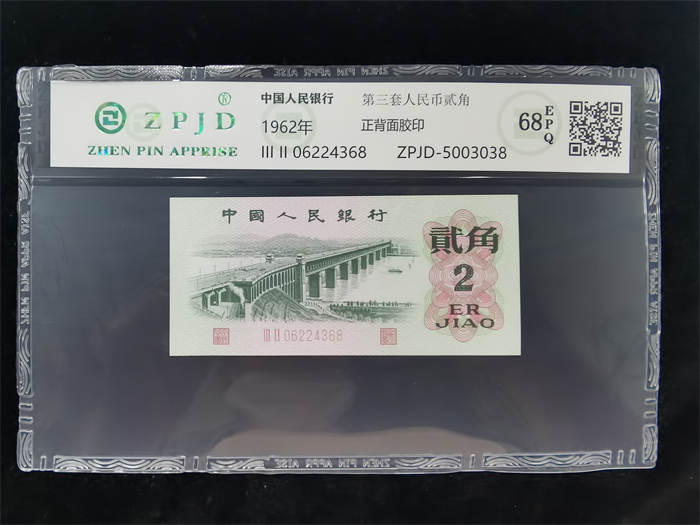 ZPJD
®
ZHEN PIN APPRISE
中国人民银行 第三套人民币贰角
1962年 正背面胶印
III II 06224368 ZPJD-5003038
68 EPQ
中國人民銀行
貳角
2
ER
JIAO
III II 06224368